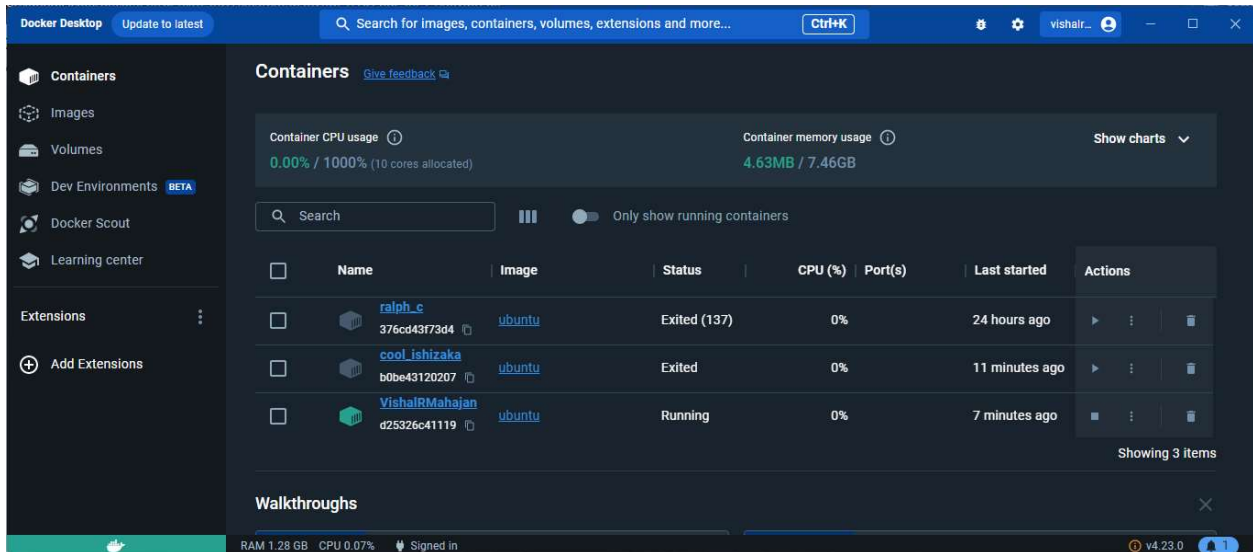 Docker Desktop Update to latest Search for images, containers, volumes, extensions and more... Ctrl+K vishalr...
Containers
Images
Volumes
Dev Environments BETA
Docker Scout
Learning center
Extensions
Add Extensions
Containers Give feedback
Container CPU usage Container memory usage Show charts
0.00% / 1000% (10 cores allocated) 4.63MB / 7.46GB
Search Only show running containers
Name Image Status CPU (%) Port(s) Last started Actions
ralph_c
376cd43f73d4 ubuntu Exited (137) 0% 24 hours ago
cool_ishizaka
b0be43120207 ubuntu Exited 0% 11 minutes ago
VishalRMahajan
d25326c41119 ubuntu Running 0% 7 minutes ago
Showing 3 items
Walkthroughs
RAM 1.28 GB CPU 0.07% Signed in v4.23.0 1